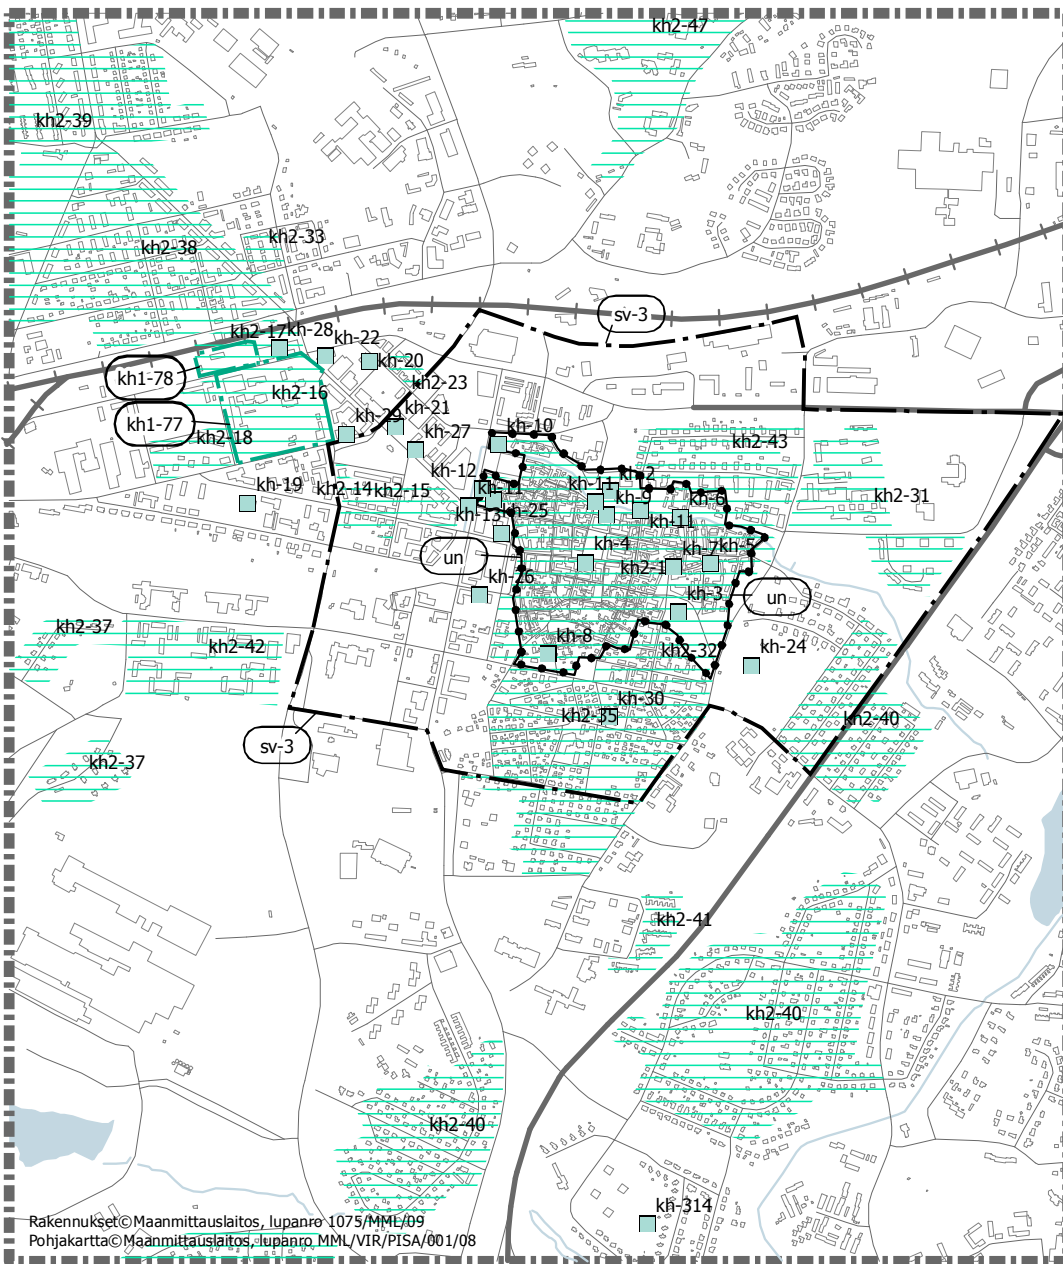 kh2-47
kh2-39
kh2-33
kh2-38
sv-3
kh2-17
kh-28
kh-22
kh-20
kh1-78
kh2-23
kh2-16
kh1-77
kh-29
kh-21
kh2-18
kh-27
kh-10
kh2-43
kh-12
kh-2
kh-19
kh2-14
kh2-15
kh-11
kh-11
kh-9
kh-6
kh2-31
kh-13
kh-25
kh-11
un
kh-4
kh-7
kh-5
kh2-1
kh-26
kh-3
un
kh2-37
kh2-42
kh-8
kh2-32
kh-24
kh-30
kh2-35
kh2-40
sv-3
kh2-37
kh2-41
kh2-40
kh2-40
kh-314
Rakennukset©Maanmittauslaitos, lupanro 1075/MML/09
Pohjakartta©Maanmittauslaitos, lupanro MML/VIR/PISA/001/08